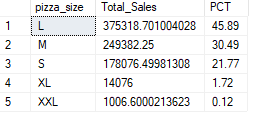 pizza_size Total_Sales PCT
1 L 375318.701004028 45.89
2 M 249382.25 30.49
3 S 178076.49981308 21.77
4 XL 14076 1.72
5 XXL 1006.6000213623 0.12